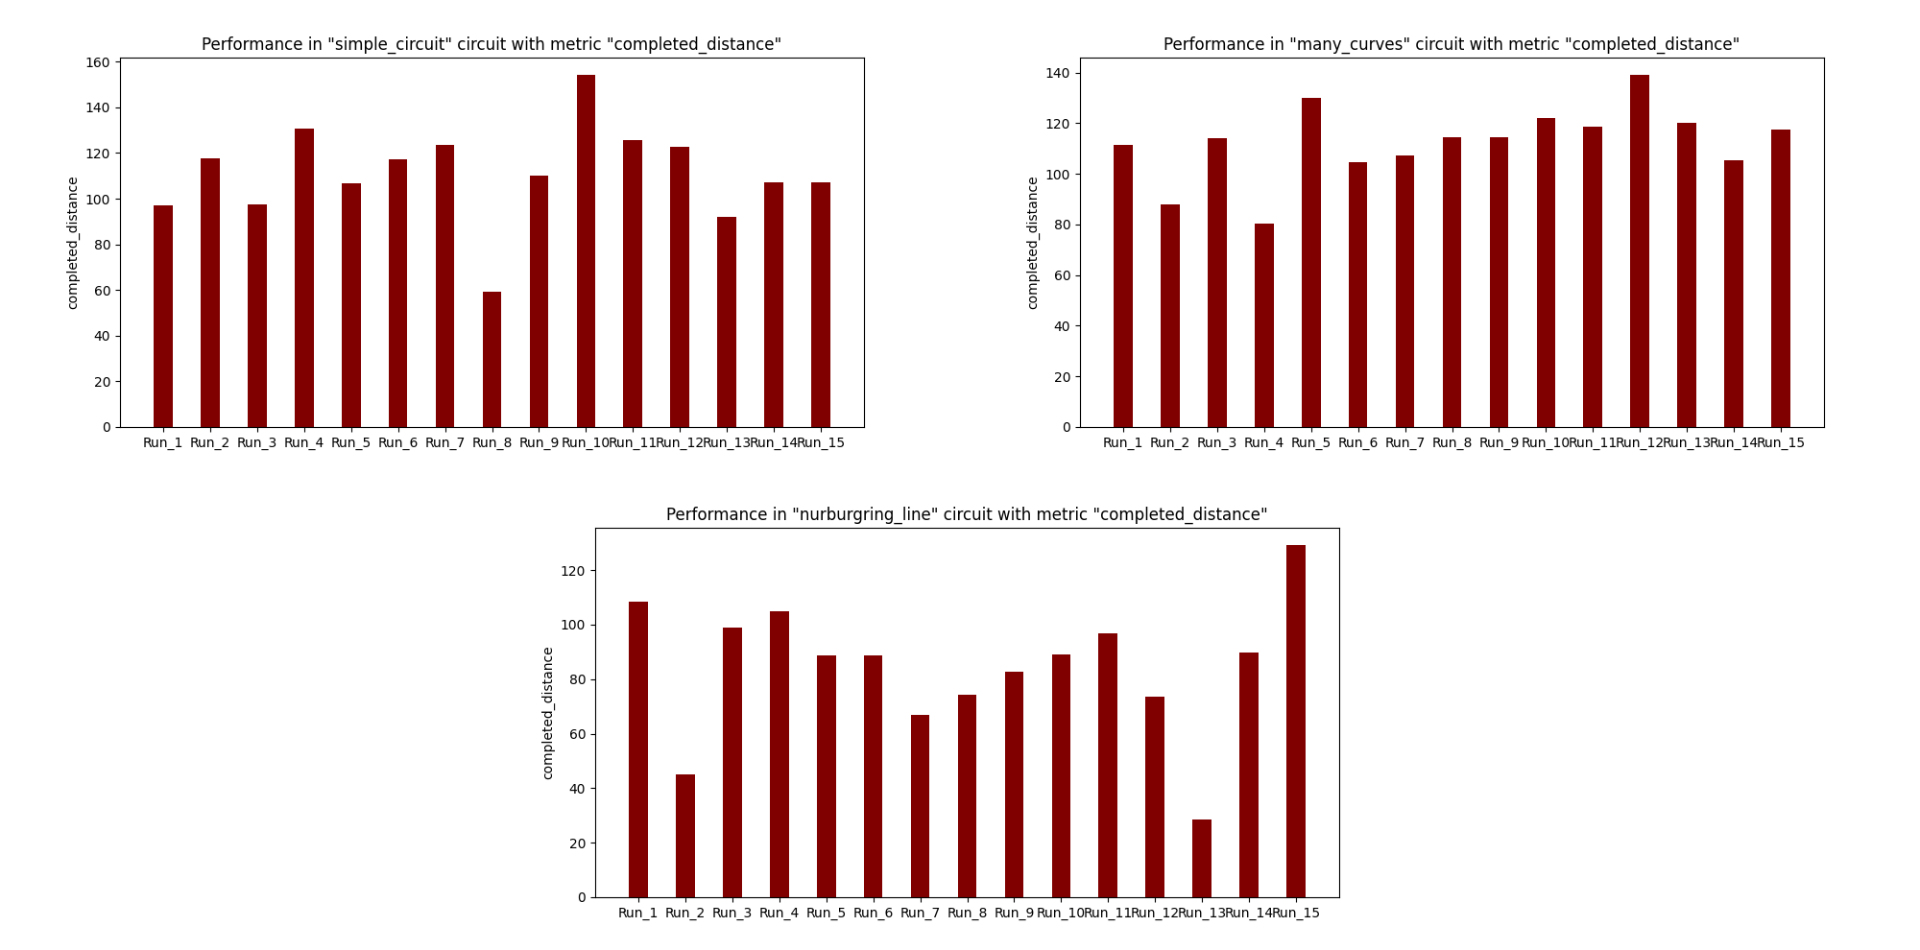 Performance in "simple_circuit" circuit with metric "completed_distance"
completed_distance
160
140
120
100
80
60
40
20
0
Run_1 Run_2 Run_3 Run_4 Run_5 Run_6 Run_7 Run_8 Run_9 Run_10 Run_11 Run_12 Run_13 Run_14 Run_15
Performance in "many_curves" circuit with metric "completed_distance"
completed_distance
140
120
100
80
60
40
20
0
Run_1 Run_2 Run_3 Run_4 Run_5 Run_6 Run_7 Run_8 Run_9 Run_10 Run_11 Run_12 Run_13 Run_14 Run_15
Performance in "nurburgring_line" circuit with metric "completed_distance"
completed_distance
120
100
80
60
40
20
0
Run_1 Run_2 Run_3 Run_4 Run_5 Run_6 Run_7 Run_8 Run_9 Run_10 Run_11 Run_12 Run_13 Run_14 Run_15